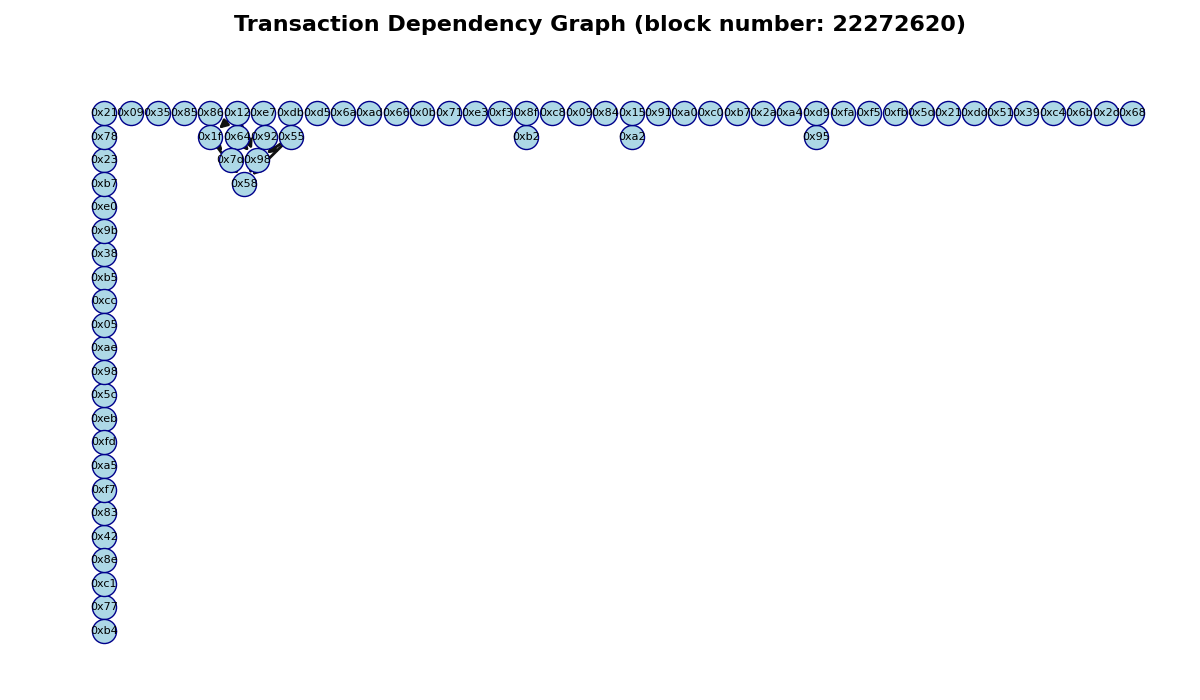 Transaction Dependency Graph (block number: 22272620)
0x21 0x09 0x35 0x85 0x86 0x12 0xe7 0xdb 0xd5 0x6a 0xad 0x66 0x0b 0x71 0xe3 0xf3 0x8f 0xc8 0x09 0x84 0x15 0x91 0xa0 0xc0 0xb7 0x2a 0xa4 0xd9 0xfa 0xf5 0xfb 0x5d 0x21 0xdd 0x51 0x39 0xc4 0x6b 0x2d 0x68
0x78 0x1f 0x64 0x92 0x55 0xb2 0xa2 0x95
0x23 0x7d 0x98
0xb7 0x58
0xe0
0x9b
0x38
0xb5
0xcc
0x05
0xae
0x98
0x5c
0xeb
0xfd
0xa5
0xf7
0x83
0x42
0x8e
0xc1
0x77
0xb4